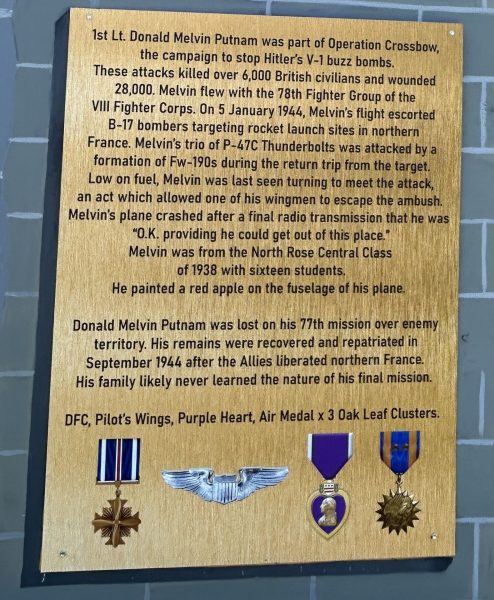 1st Lt. Donald Melvin Putnam was part of Operation Crossbow,
the campaign to stop Hitler's V-1 buzz bombs.
These attacks killed over 6,000 British civilians and wounded
28,000. Melvin flew with the 78th Fighter Group of the
VIII Fighter Corps. On 5 January 1944, Melvin's flight escorted
B-17 bombers targeting rocket launch sites in northern
France. Melvin's trio of P-47C Thunderbolts was attacked by a
formation of Fw-190s during the return trip from the target.
Low on fuel, Melvin was last seen turning to meet the attack,
an act which allowed one of his wingmen to escape the ambush.
Melvin's plane crashed after a final radio transmission that he was
"O.K. providing he could get out of this place."
Melvin was from the North Rose Central Class
of 1938 with sixteen students.
He painted a red apple on the fuselage of his plane.
Donald Melvin Putnam was lost on his 77th mission over enemy
territory. His remains were recovered and repatriated in
September 1944 after the Allies liberated northern France.
His family likely never learned the nature of his final mission.
DFC, Pilot's Wings, Purple Heart, Air Medal x 3 Oak Leaf Clusters.